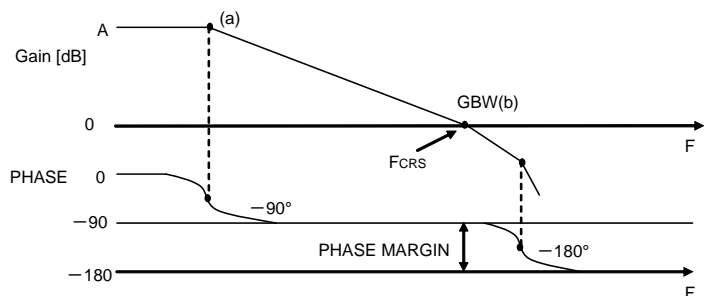 (a)
A
Gain [dB]
GBW(b)
0
F
FCRS
PHASE
0
−90°
−90
PHASE MARGIN
−180°
−180
F